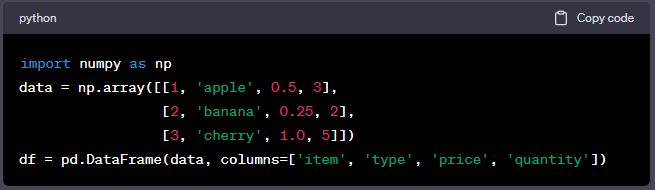 python Copy code
import numpy as np
data = np.array([[1, 'apple', 0.5, 3],
                 [2, 'banana', 0.25, 2],
                 [3, 'cherry', 1.0, 5]])
df = pd.DataFrame(data, columns=['item', 'type', 'price', 'quantity'])